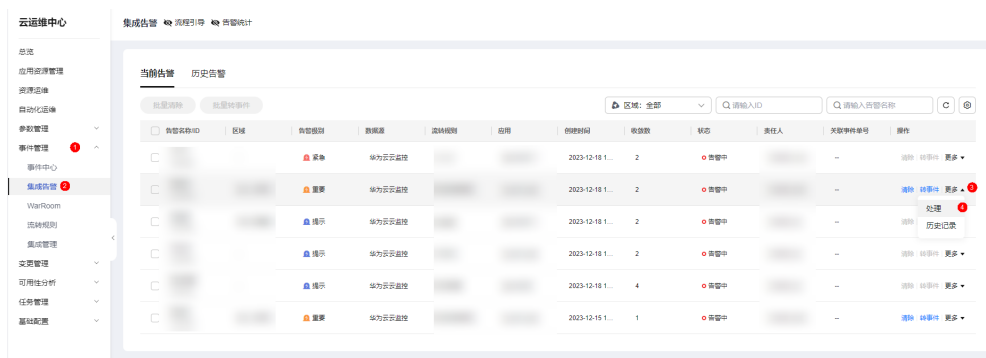 云运维中心
集成告警 流程引导 告警统计
总览
应用资源管理
资源运维
自动化运维
参数管理
事件管理 1
事件中心
集成告警 2
WarRoom
流转规则
集成管理
变更管理
可用性分析
任务管理
基础配置
当前告警 历史告警
批量清除 批量转事件 区域：全部 请输入ID 请输入告警名称
告警名称/ID 区域 告警级别 数据源 流转规则 应用 创建时间 收敛数 状态 责任人 关联事件单号 操作
紧急 华为云云监控 2023-12-18 1... 2 告警中 -- 清除 转事件 更多
重要 华为云云监控 2023-12-18 1... 2 告警中 -- 清除 转事件 更多 3
处理 4
历史记录
提示 华为云云监控 2023-12-18 1... 2 告警中 -- 清除 转事件
提示 华为云云监控 2023-12-18 1... 2 告警中 -- 清除 转事件 更多
提示 华为云云监控 2023-12-18 1... 4 告警中 -- 清除 转事件 更多
重要 华为云云监控 2023-12-15 1... 1 告警中 -- 清除 转事件 更多